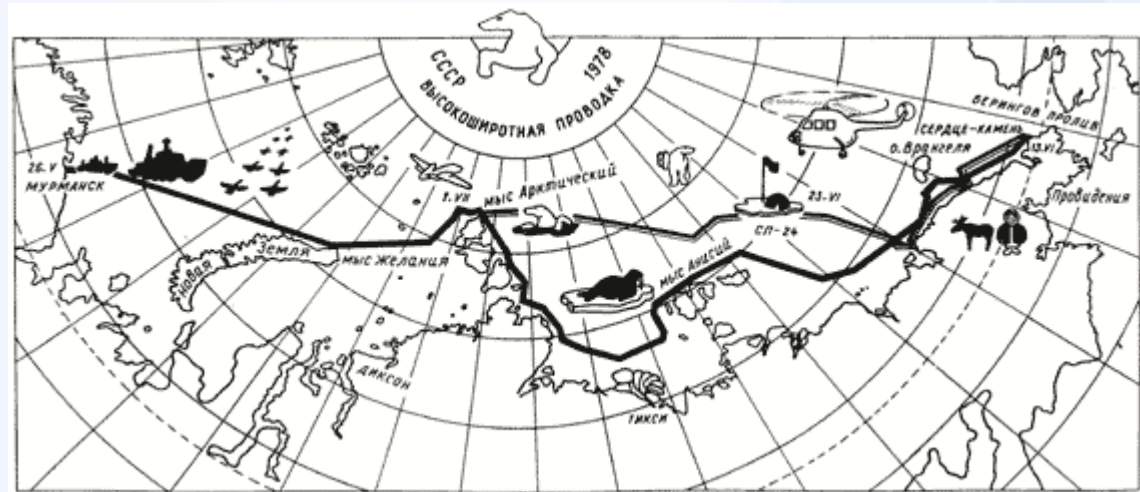 СССР
ВЫСОКОШИРОТНАЯ ПРОВОДКА
1978
БЕРИНГОВ ПРОЛИВ
СЕРДЦЕ-КАМЕНЬ
о. Врангеля
13.VI
Провидения
26.V
МУРМАНСК
1.VII
мыс Арктический
23.VI
СП-24
НОВАЯ
Земля
мыс Желания
мыс Анисий
ДИКСОН
ТИКСИ